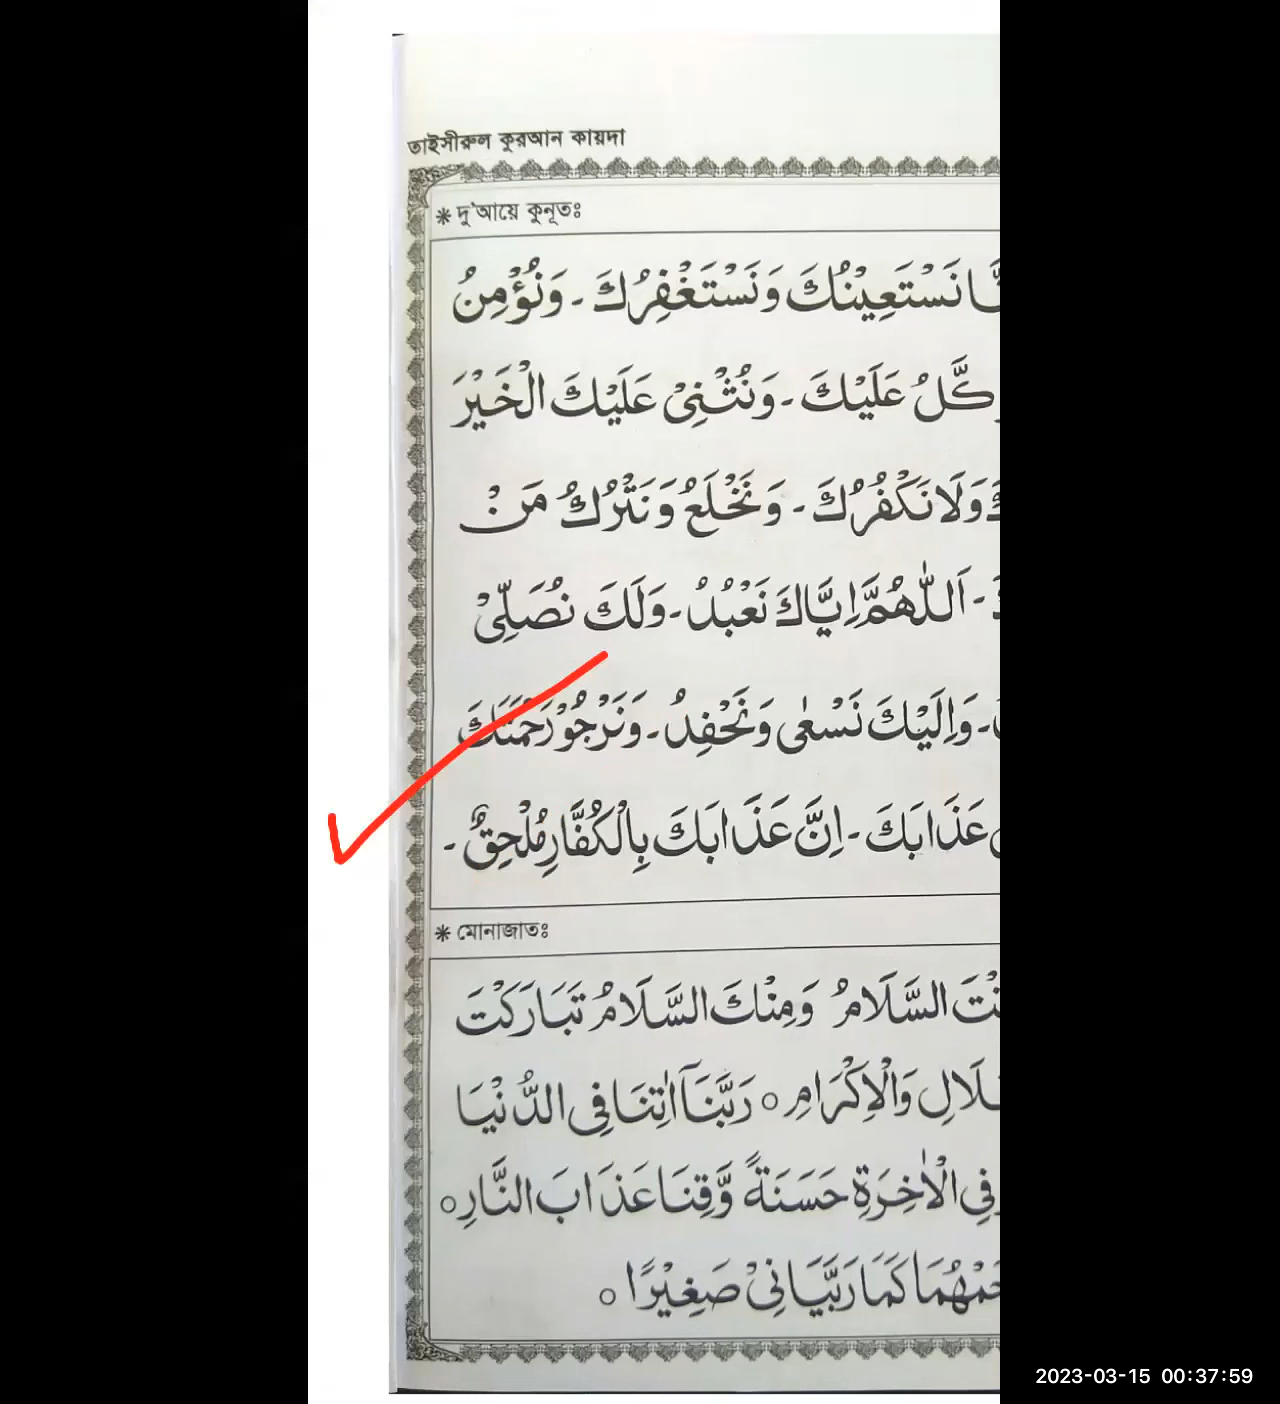 তাইসীরুল কুরআন কায়দা
* দু'আয়ে কুনূতঃ
نَسْتَعِيْنُكَ وَنَسْتَغْفِرُكَ - وَنُؤْمِنُ
عَلَيْكَ - وَنُثْنِىْ عَلَيْكَ الْخَيْرَ
وَلَا نَكْفُرُكَ - وَنَخْلَعُ وَنَتْرُكُ مَنْ
- اَللّٰهُمَّ اِيَّاكَ نَعْبُدُ - وَلَكَ نُصَلِّىْ
- وَاِلَيْكَ نَسْعٰى وَنَحْفِدُ - وَنَرْجُوْ رَحْمَتَكَ
عَذَابَكَ - اِنَّ عَذَابَكَ بِالْكُفَّارِ مُلْحِقٌ -
* মোনাজাতঃ
السَّلَامُ وَمِنْكَ السَّلَامُ تَبَارَكْتَ
وَالْاِكْرَامِ ○ رَبَّنَآ اٰتِنَا فِى الدُّنْيَا
فِى الْاٰخِرَةِ حَسَنَةً وَّقِنَا عَذَابَ النَّارِ ○
كَمَا رَبَّيَانِىْ صَغِيْرًا ○
2023-03-15 00:37:59